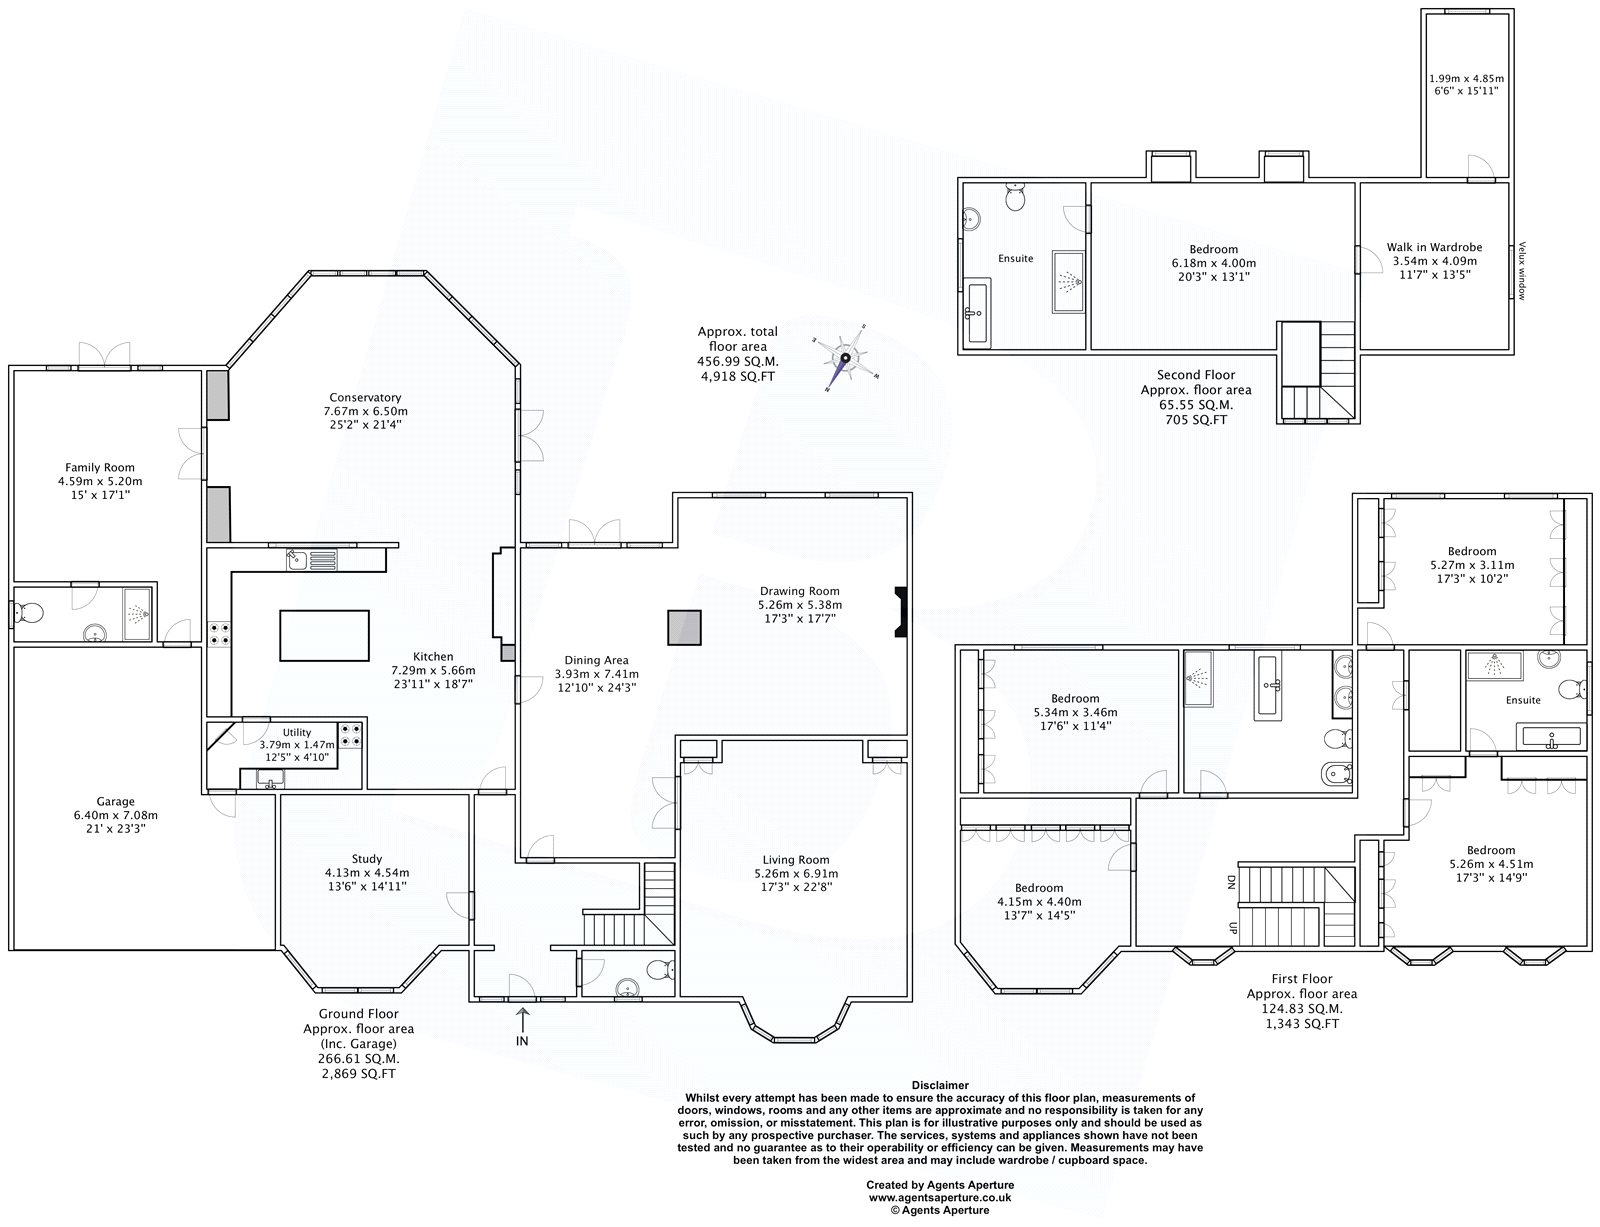 1.99m x 4.85m
6'6" x 15'11"
Ensuite
Bedroom
6.18m x 4.00m
20'3" x 13'1"
Walk in Wardrobe
3.54m x 4.09m
11'7" x 13'5"
Velux window
Second Floor
Approx. floor area
65.55 SQ.M.
705 SQ.FT
Approx. total
floor area
456.99 SQ.M.
4,918 SQ.FT
S
E
W
N
Conservatory
7.67m x 6.50m
25'2" x 21'4"
Family Room
4.59m x 5.20m
15' x 17'1"
Drawing Room
5.26m x 5.38m
17'3" x 17'7"
Kitchen
7.29m x 5.66m
23'11" x 18'7"
Dining Area
3.93m x 7.41m
12'10" x 24'3"
Utility
3.79m x 1.47m
12'5" x 4'10"
Garage
6.40m x 7.08m
21' x 23'3"
Study
4.13m x 4.54m
13'6" x 14'11"
Living Room
5.26m x 6.91m
17'3" x 22'8"
IN
Ground Floor
Approx. floor area
(Inc. Garage)
266.61 SQ.M.
2,869 SQ.FT
Bedroom
5.27m x 3.11m
17'3" x 10'2"
Bedroom
5.34m x 3.46m
17'6" x 11'4"
Ensuite
Bedroom
5.26m x 4.51m
17'3" x 14'9"
Bedroom
4.15m x 4.40m
13'7" x 14'5"
DN
UP
First Floor
Approx. floor area
124.83 SQ.M.
1,343 SQ.FT
Disclaimer
Whilst every attempt has been made to ensure the accuracy of this floor plan, measurements of
doors, windows, rooms and any other items are approximate and no responsibility is taken for any
error, omission, or misstatement. This plan is for illustrative purposes only and should be used as
such by any prospective purchaser. The services, systems and appliances shown have not been
tested and no guarantee as to their operability or efficiency can be given. Measurements may have
been taken from the widest area and may include wardrobe / cupboard space.
Created by Agents Aperture
www.agentsaperture.co.uk
© Agents Aperture